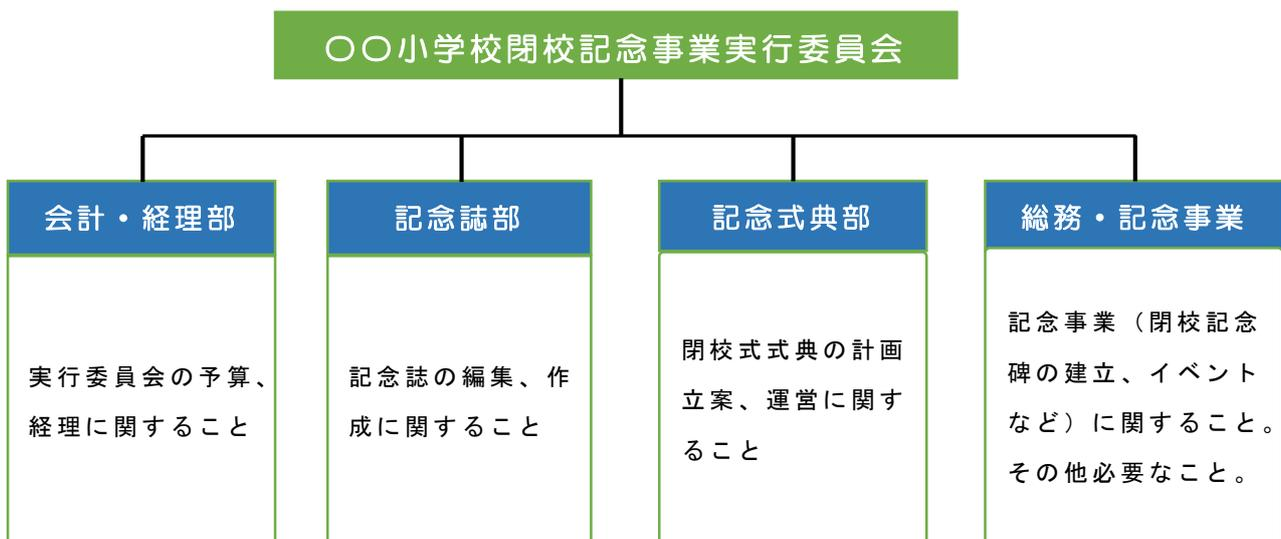 〇〇小学校閉校記念事業実行委員会
会計・経理部
実行委員会の予算、
経理に関すること
記念誌部
記念誌の編集、作
成に関すること
記念式典部
閉校式式典の計画
立案、運営に関す
ること
総務・記念事業
記念事業（閉校記念
碑の建立、イベント
など）に関すること。
その他必要なこと。